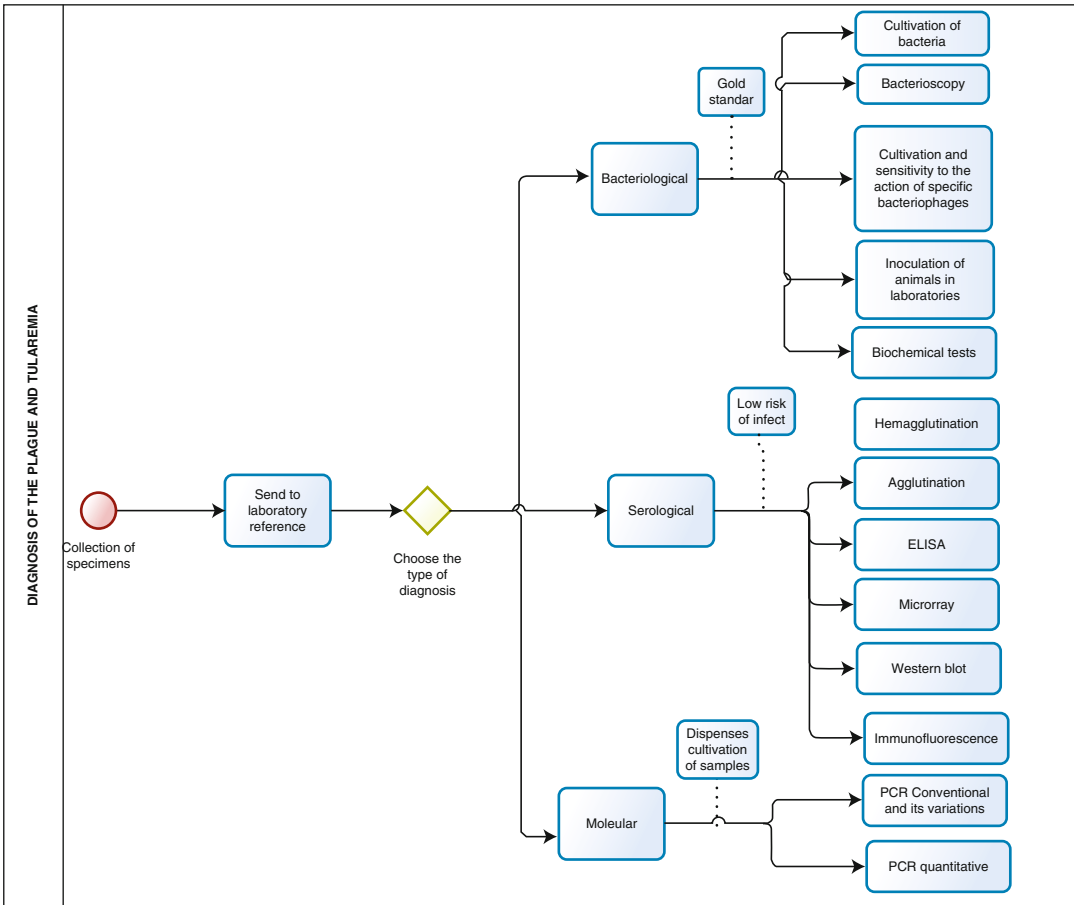 DIAGNOSIS OF THE PLAGUE AND TULAREMIA
Collection of
specimens
Send to
laboratory
reference
Choose the
type of
diagnosis
Bacteriological
Gold
standar
Cultivation of
bacteria
Bacterioscopy
Cultivation and
sensitivity to the
action of specific
bacteriophages
Inoculation of
animals in
laboratories
Biochemical tests
Serological
Low risk
of infect
Hemagglutination
Agglutination
ELISA
Microrray
Western blot
Immunofluorescence
Moleular
Dispenses
cultivation
of samples
PCR Conventional
and its variations
PCR quantitative